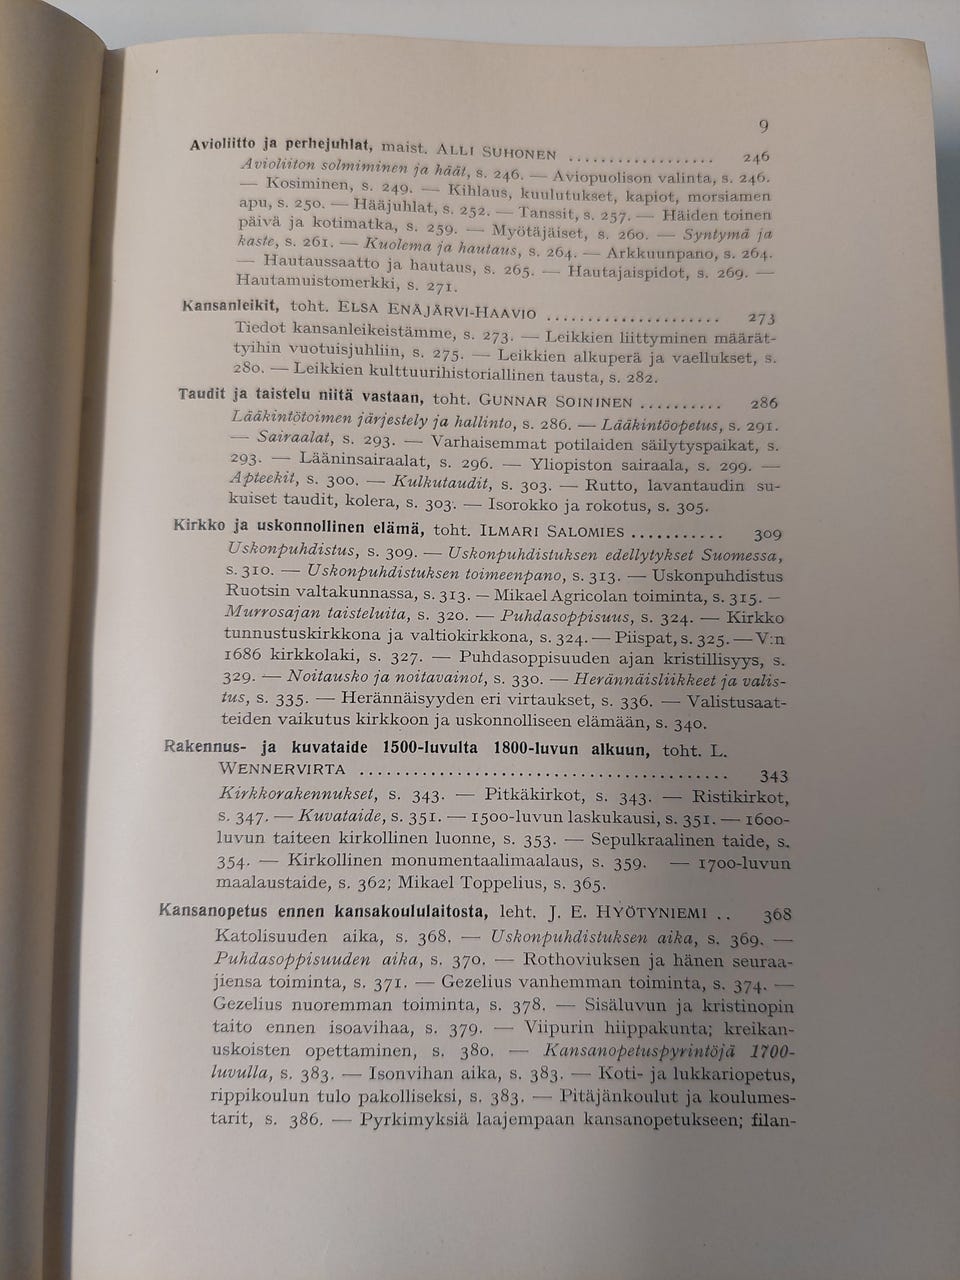 9
Avioliitto ja perhejuhlat, maist. ALLI SUHONEN .................. 246
Avioliiton solmiminen ja häät, s. 246. — Aviopuolison valinta, s. 246.
— Kosiminen, s. 249. — Kihlaus, kuulutukset, kapiot, morsiamen
apu, s. 250. — Hääjuhlat, s. 252. — Tanssit, s. 257. — Häiden toinen
päivä ja kotimatka, s. 259. — Myötäjäiset, s. 260. — Syntymä ja
kaste, s. 261. — Kuolema ja hautaus, s. 264. — Arkkuunpano, s. 264.
— Hautaussaatto ja hautaus, s. 265. — Hautajaispidot, s. 269. —
Hautamuistomerkki, s. 271.
Kansanleikit, toht. ELSA ENÄJÄRVI-HAAVIO ..................... 273
Tiedot kansanleikeistämme, s. 273. — Leikkien liittyminen määrät-
tyihin vuotuisjuhliin, s. 275. — Leikkien alkuperä ja vaellukset, s.
280. — Leikkien kulttuurihistoriallinen tausta, s. 282.
Taudit ja taistelu niitä vastaan, toht. GUNNAR SOININEN .......... 286
Lääkintötoimen järjestely ja hallinto, s. 286. — Lääkintöopetus, s. 291.
— Sairaalat, s. 293. — Varhaisemmat potilaiden säilytyspaikat, s.
293. — Lääninsairaalat, s. 296. — Yliopiston sairaala, s. 299. —
Apteekit, s. 300. — Kulkutaudit, s. 303. — Rutto, lavantaudin su-
kuiset taudit, kolera, s. 303. — Isorokko ja rokotus, s. 305.
Kirkko ja uskonnollinen elämä, toht. ILMARI SALOMIES ........... 309
Uskonpuhdistus, s. 309. — Uskonpuhdistuksen edellytykset Suomessa,
s. 310. — Uskonpuhdistuksen toimeenpano, s. 313. — Uskonpuhdistus
Ruotsin valtakunnassa, s. 313. — Mikael Agricolan toiminta, s. 315. —
Murrosajan taisteluita, s. 320. — Puhdasoppisuus, s. 324. — Kirkko
tunnustuskirkkona ja valtiokirkkona, s. 324. — Piispat, s. 325. — V:n
1686 kirkkolaki, s. 327. — Puhdasoppisuuden ajan kristillisyys, s.
329. — Noitausko ja noitavainot, s. 330. — Herännäisliikkeet ja valis-
tus, s. 335. — Herännäisyyden eri virtaukset, s. 336. — Valistusaat-
teiden vaikutus kirkkoon ja uskonnolliseen elämään, s. 340.
Rakennus- ja kuvataide 1500-luvulta 1800-luvun alkuun, toht. L.
WENNERVIRTA .......................................... 343
Kirkkorakennukset, s. 343. — Pitkäkirkot, s. 343. — Ristikirkot,
s. 347. — Kuvataide, s. 351. — 1500-luvun laskukausi, s. 351. — 1600-
luvun taiteen kirkollinen luonne, s. 353. — Sepulkraalinen taide, s.
354. — Kirkollinen monumentaalimaalaus, s. 359. — 1700-luvun
maalaustaide, s. 362; Mikael Toppelius, s. 365.
Kansanopetus ennen kansakoululaitosta, leht. J. E. HYÖTYNIEMI .. 368
Katolisuuden aika, s. 368. — Uskonpuhdistuksen aika, s. 369. —
Puhdasoppisuuden aika, s. 370. — Rothoviuksen ja hänen seuraa-
jiensa toiminta, s. 371. — Gezelius vanhemman toiminta, s. 374. —
Gezelius nuoremman toiminta, s. 378. — Sisäluvun ja kristinopin
taito ennen isoavihaa, s. 379. — Viipurin hiippakunta; kreikan-
uskoisten opettaminen, s. 380. — Kansanopetuspyrintöjä 1700-
luvulla, s. 383. — Isonvihan aika, s. 383. — Koti- ja lukkariopetus,
rippikoulun tulo pakolliseksi, s. 383. — Pitäjänkoulut ja koulumes-
tarit, s. 386. — Pyrkimyksiä laajempaan kansanopetukseen; filan-